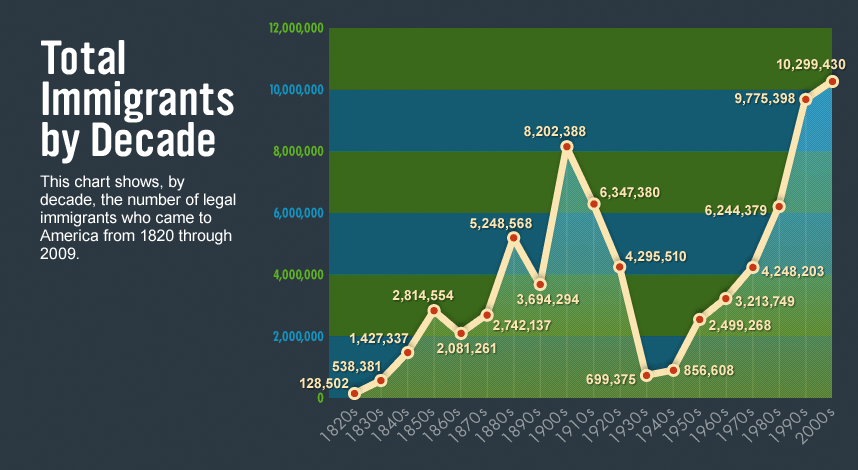 Total
Immigrants
by Decade
This chart shows, by
decade, the number of legal
immigrants who came to
America from 1820 through
2009.
12,000,000
10,000,000
8,000,000
6,000,000
4,000,000
2,000,000
0
128,502
538,381
1,427,337
2,814,554
2,081,261
2,742,137
5,248,568
3,694,294
8,202,388
6,347,380
4,295,510
699,375
856,608
2,499,268
3,213,749
4,248,203
6,244,379
9,775,398
10,299,430
1820s
1830s
1840s
1850s
1860s
1870s
1880s
1890s
1900s
1910s
1920s
1930s
1940s
1950s
1960s
1970s
1980s
1990s
2000s